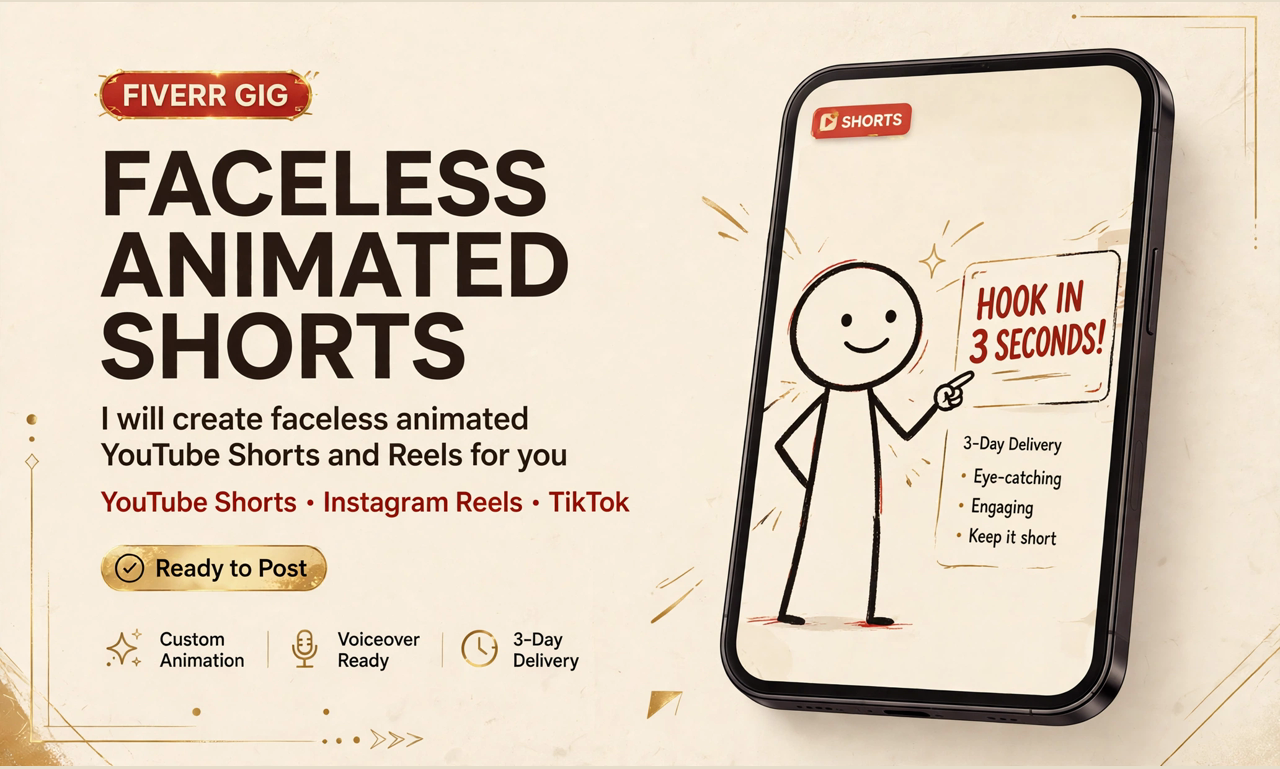 FIVERR GIG
FACELESS
ANIMATED
SHORTS
I will create faceless animated
YouTube Shorts and Reels for you
YouTube Shorts • Instagram Reels • TikTok
Ready to Post
Custom
Animation
Voiceover
Ready
3-Day
Delivery
SHORTS
HOOK IN
3 SECONDS!
3-Day Delivery
• Eye-catching
• Engaging
• Keep it short